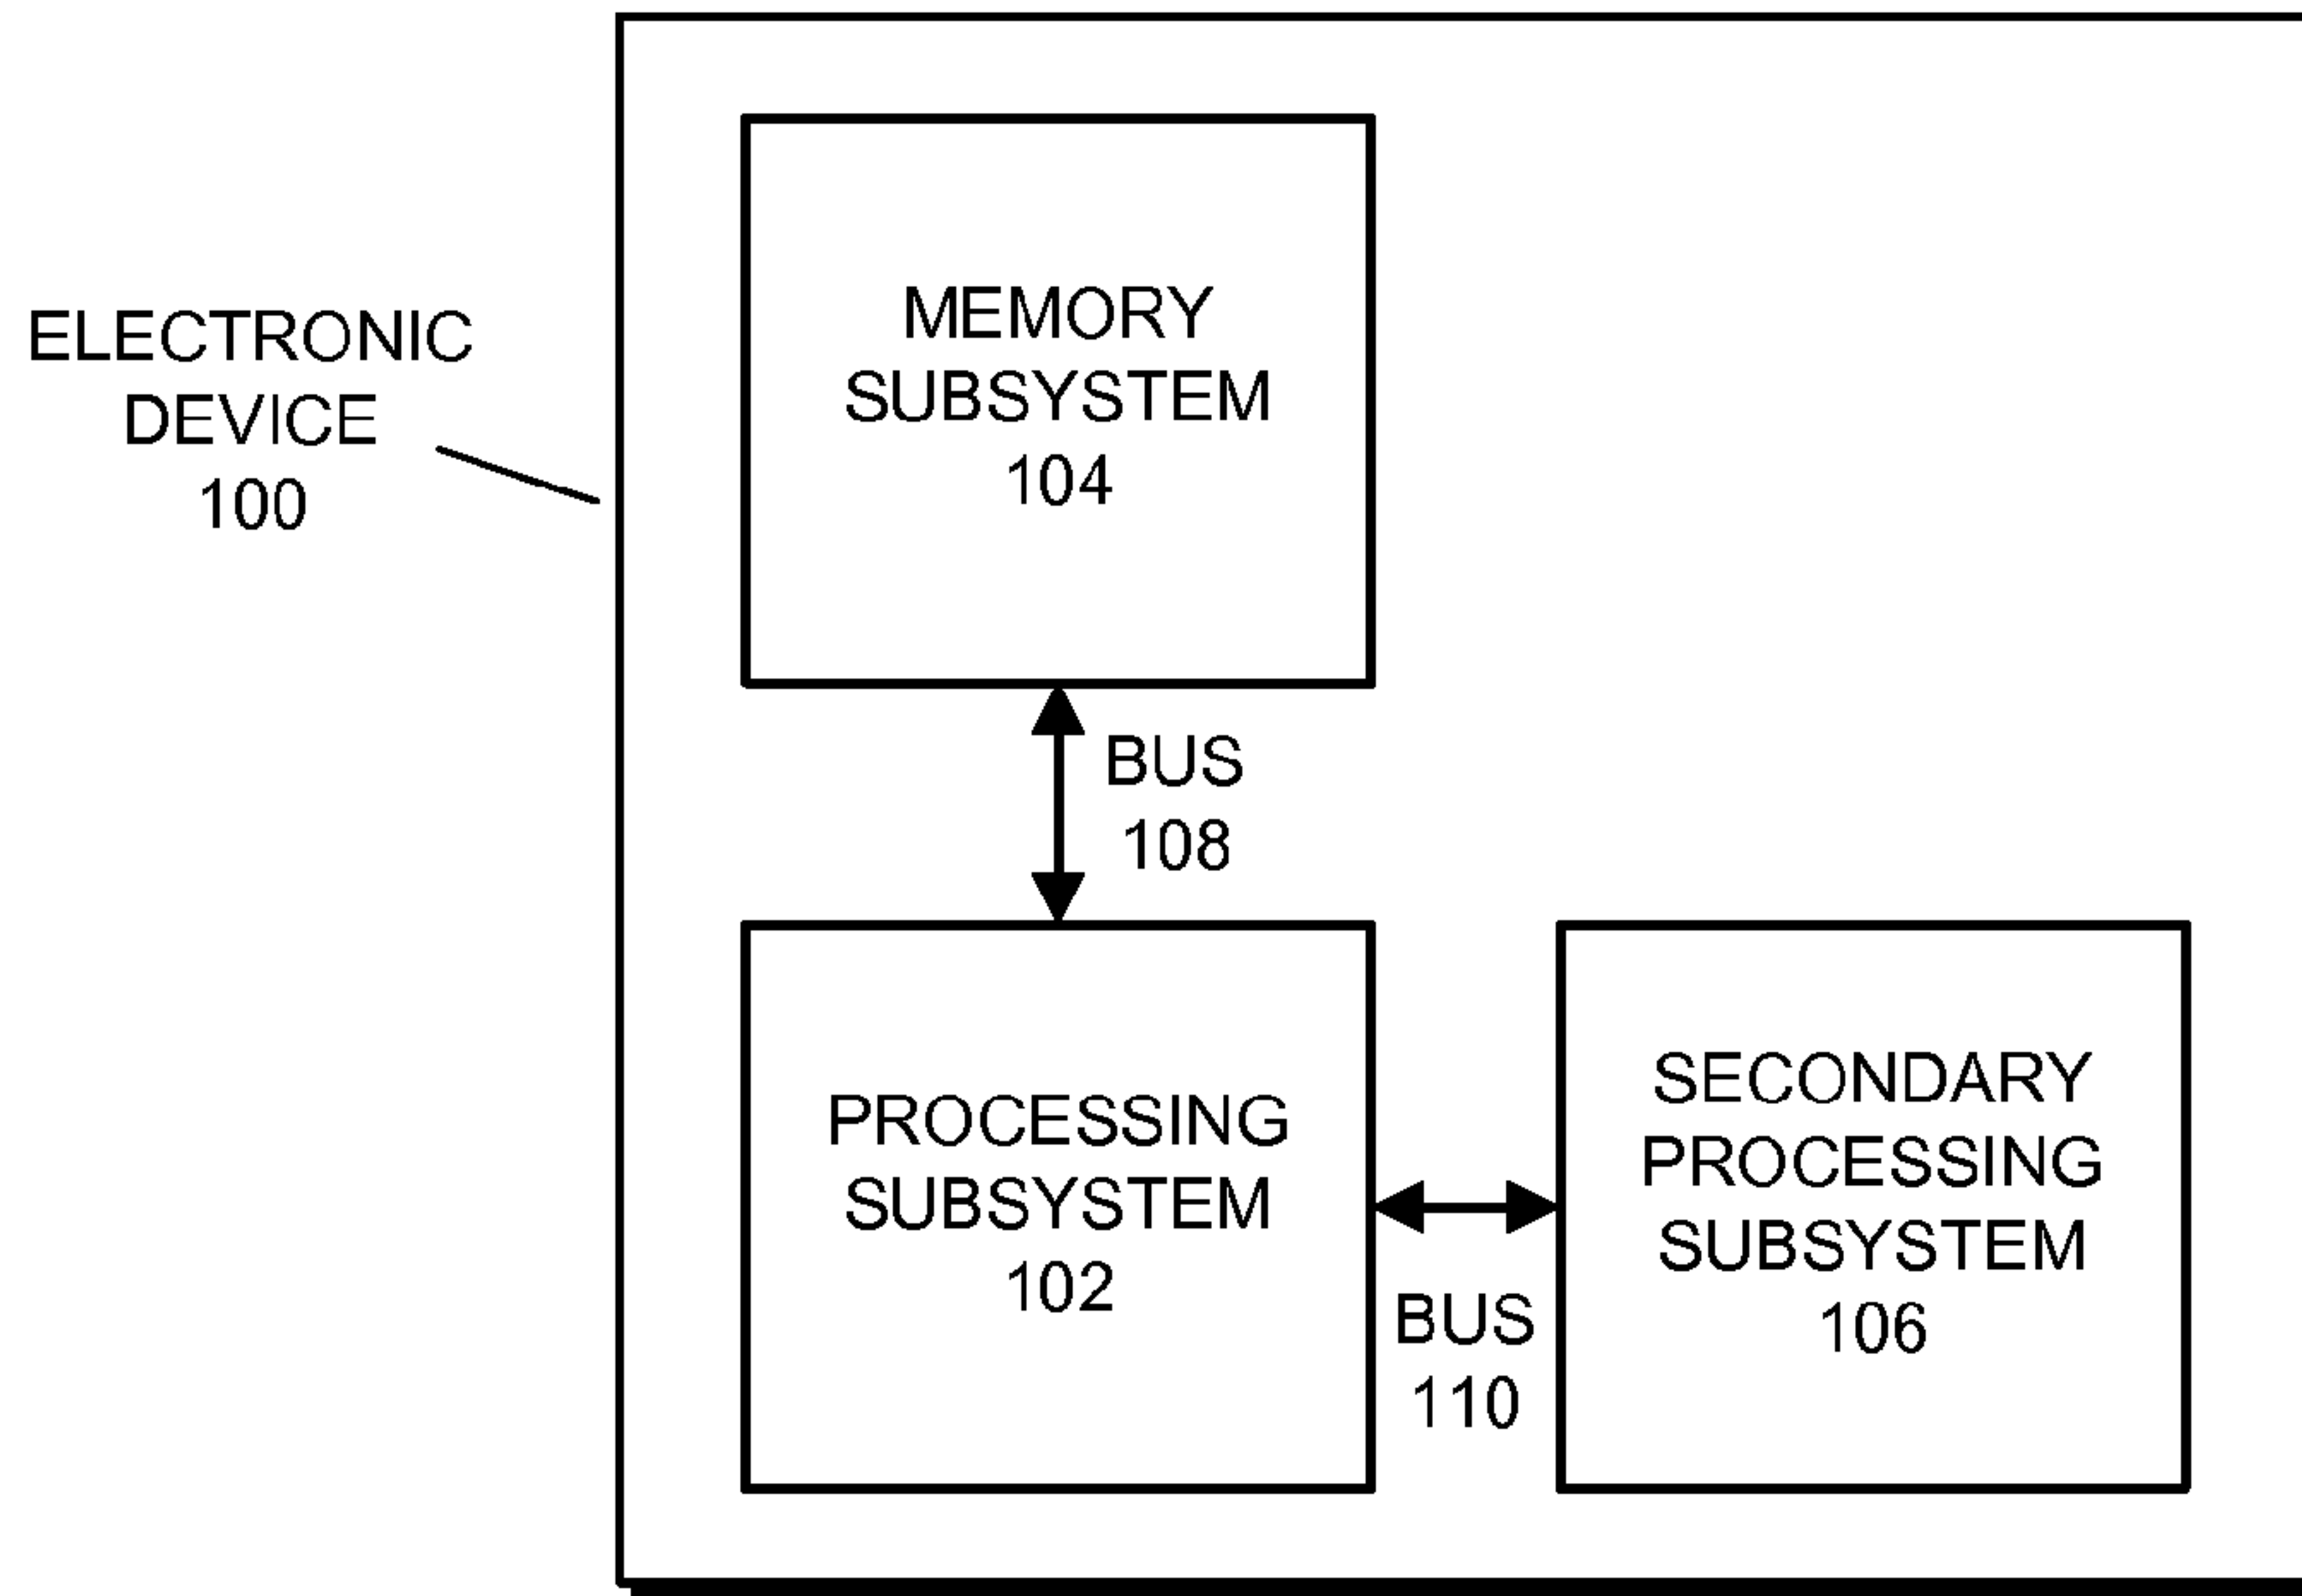 ELECTRONIC
DEVICE
100
MEMORY
SUBSYSTEM
104
BUS
108
PROCESSING
SUBSYSTEM
102
BUS
110
SECONDARY
PROCESSING
SUBSYSTEM
106